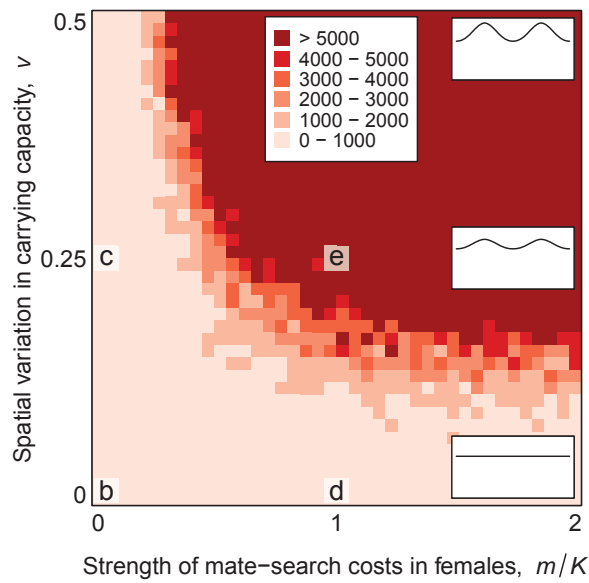 0.5
> 5000
4000 – 5000
3000 – 4000
2000 – 3000
1000 – 2000
0 – 1000
Spatial variation in carrying capacity, v
0.25
c
e
0
b
d
0
1
2
Strength of mate−search costs in females, m/K